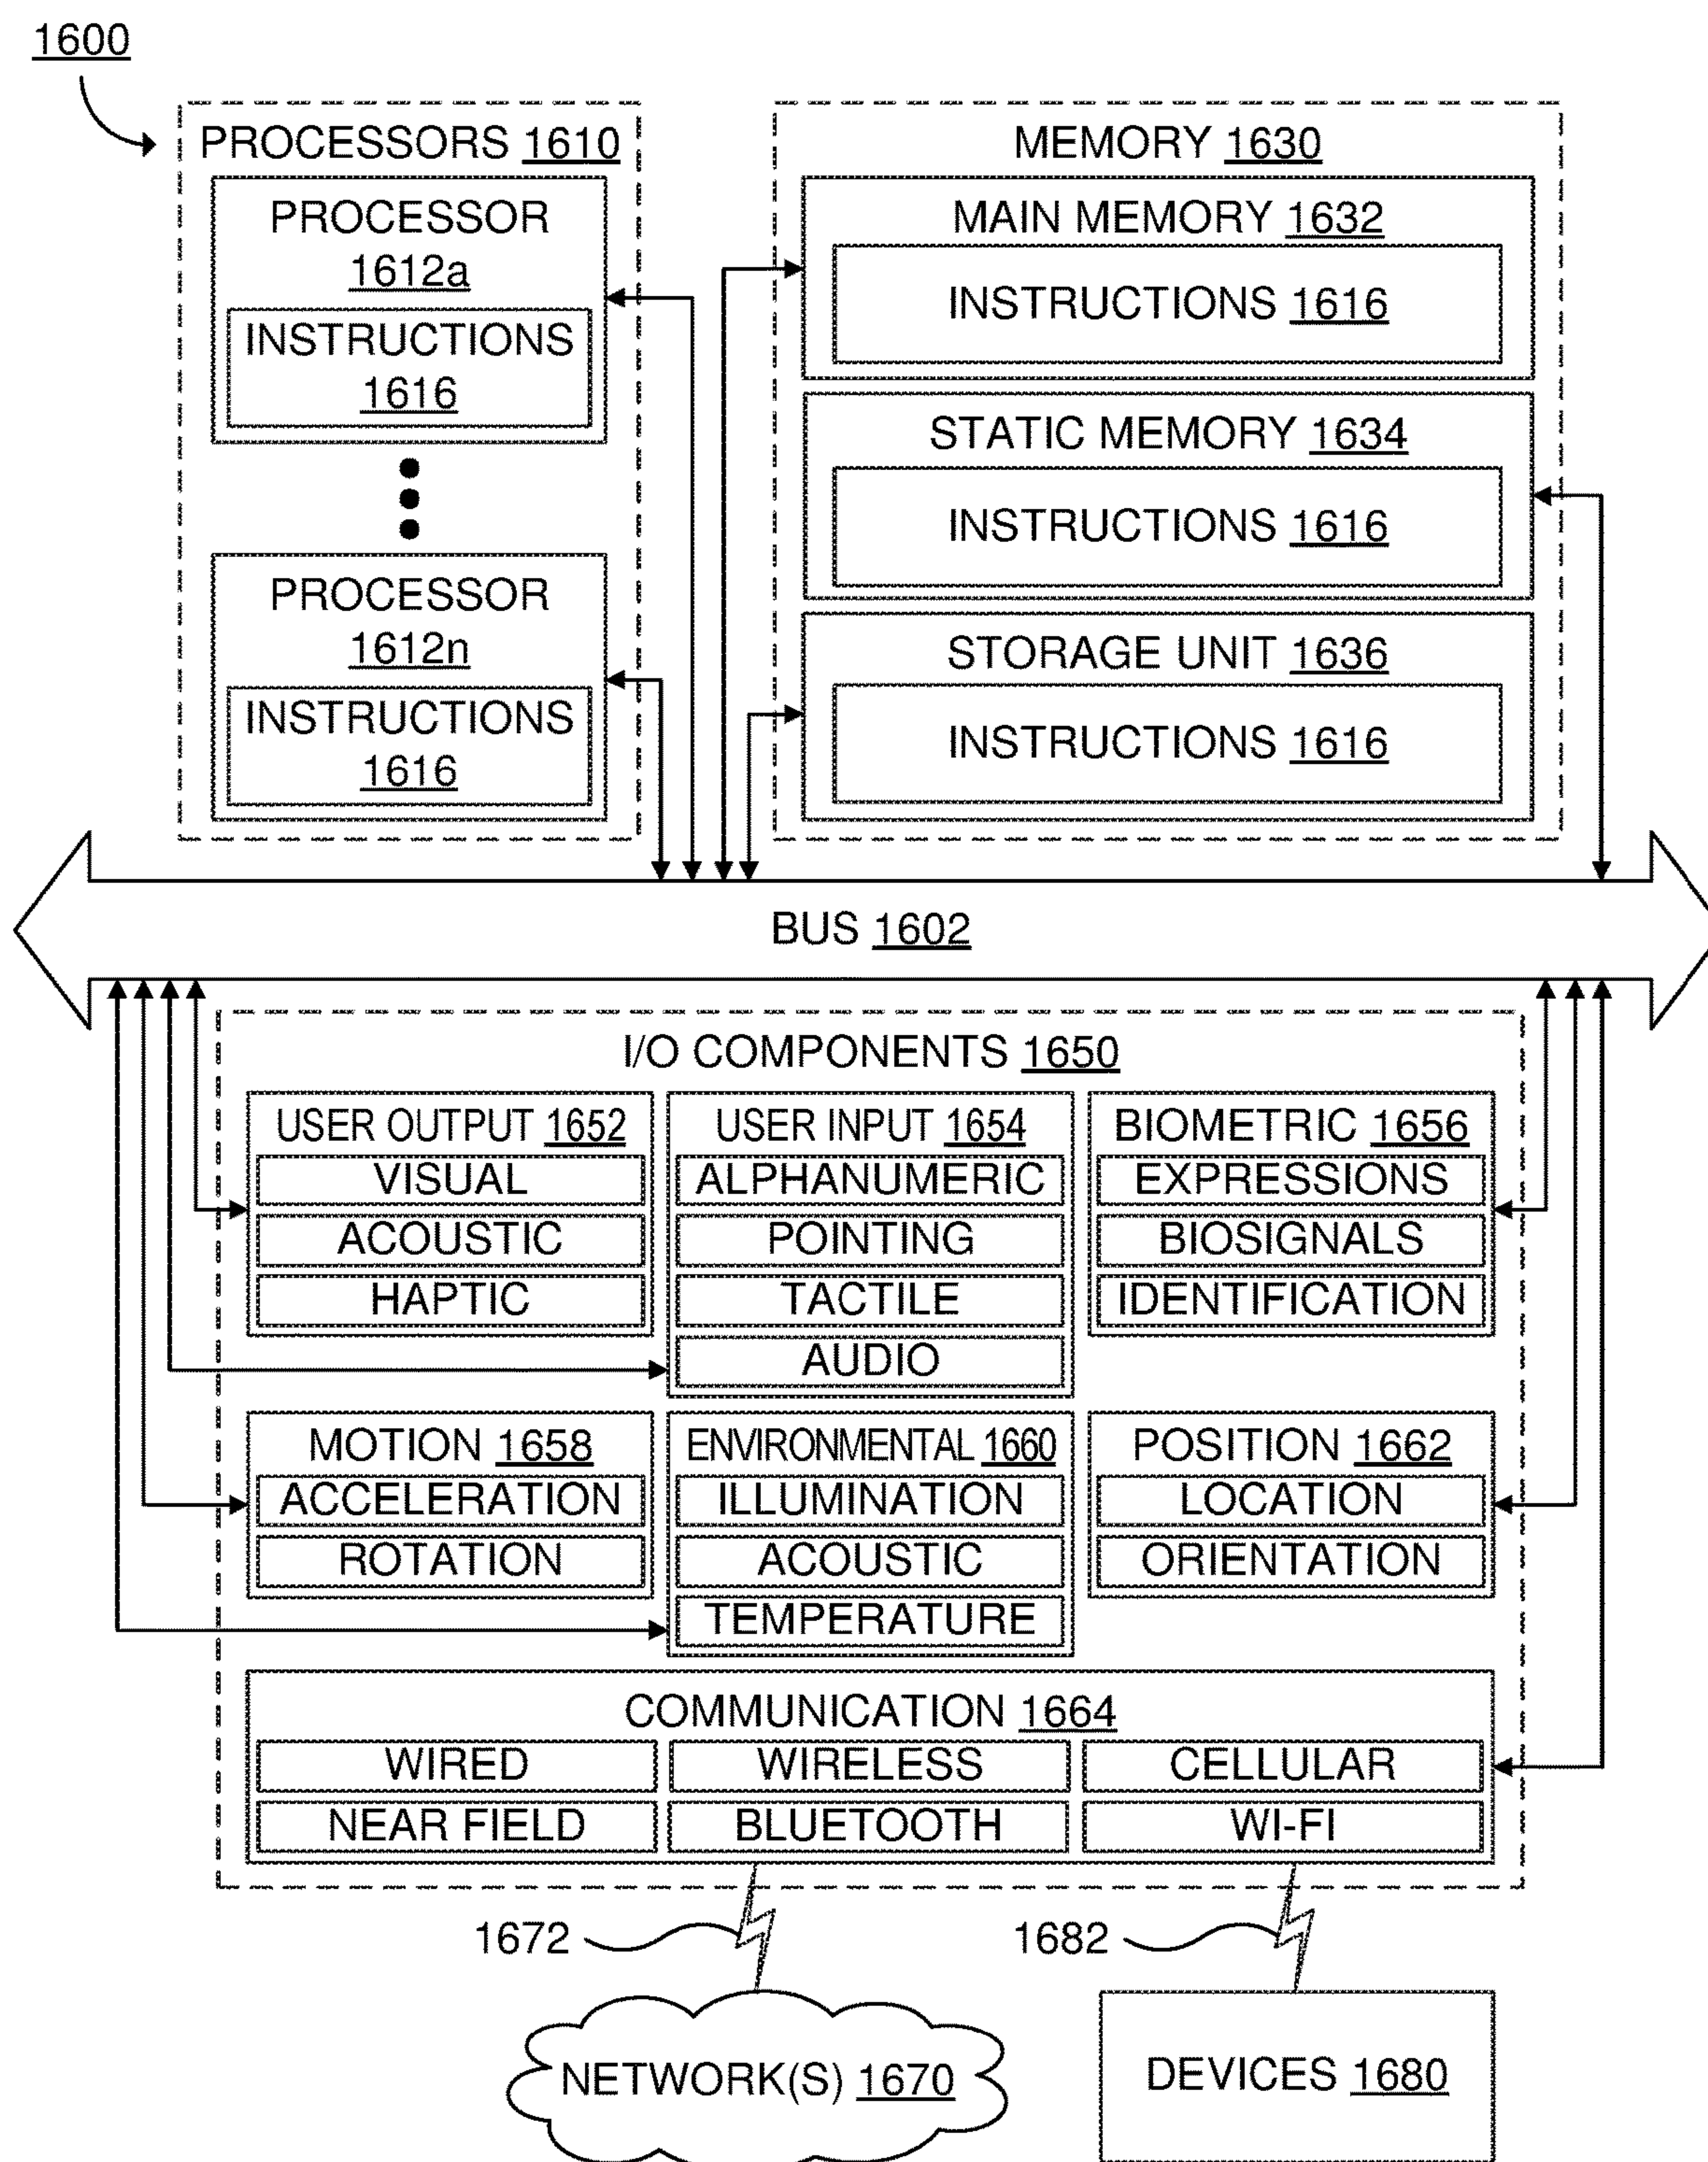 1600
PROCESSORS 1610
PROCESSOR
1612a
INSTRUCTIONS
1616
PROCESSOR
1612n
INSTRUCTIONS
1616
MEMORY 1630
MAIN MEMORY 1632
INSTRUCTIONS 1616
STATIC MEMORY 1634
INSTRUCTIONS 1616
STORAGE UNIT 1636
INSTRUCTIONS 1616
BUS 1602
I/O COMPONENTS 1650
USER OUTPUT 1652
VISUAL
ACOUSTIC
HAPTIC
USER INPUT 1654
ALPHANUMERIC
POINTING
TACTILE
AUDIO
BIOMETRIC 1656
EXPRESSIONS
BIOSIGNALS
IDENTIFICATION
MOTION 1658
ACCELERATION
ROTATION
ENVIRONMENTAL 1660
ILLUMINATION
ACOUSTIC
TEMPERATURE
POSITION 1662
LOCATION
ORIENTATION
COMMUNICATION 1664
WIRED
WIRELESS
CELLULAR
NEAR FIELD
BLUETOOTH
WI-FI
1672
1682
NETWORK(S) 1670
DEVICES 1680